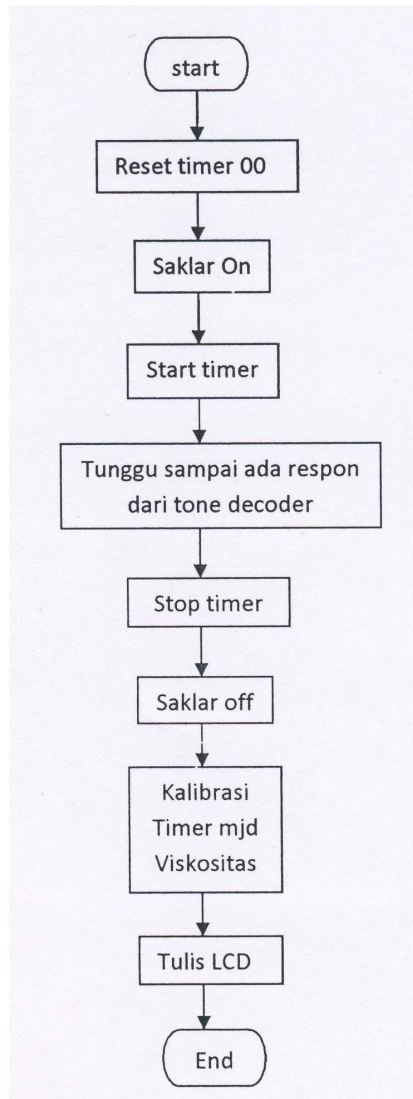 start
Reset timer 00
Saklar On
Start timer
Tunggu sampai ada respon
dari tone decoder
Stop timer
Saklar off
Kalibrasi
Timer mjd
Viskositas
Tulis LCD
End